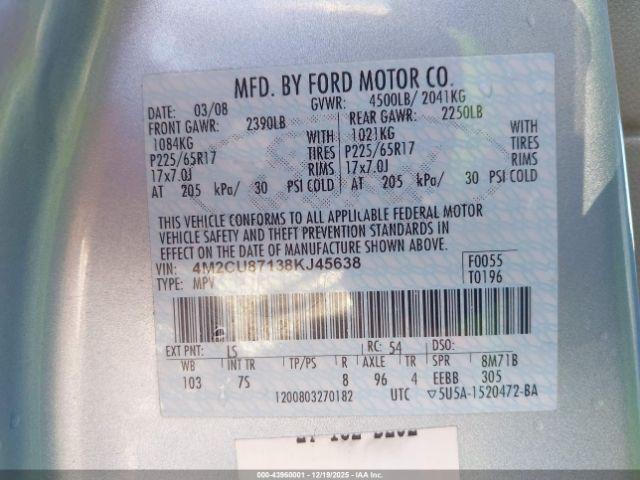 MFD. BY FORD MOTOR CO.
DATE: 03/08 GVWR: 4500LB/ 2041KG
FRONT GAWR: 2390LB REAR GAWR: 2250LB
1084KG WITH 1021KG WITH
P225/65R17 TIRES P225/65R17 TIRES
17x7.0J RIMS 17x7.0J RIMS
AT 205 kPa/ 30 PSI COLD AT 205 kPa/ 30 PSI COLD
THIS VEHICLE CONFORMS TO ALL APPLICABLE FEDERAL MOTOR
VEHICLE SAFETY AND THEFT PREVENTION STANDARDS IN
EFFECT ON THE DATE OF MANUFACTURE SHOWN ABOVE.
VIN: 4M2CU87138KJ45638 F0055
TYPE: MPV T0196
EXT PNT: LS RC: 54 DSO:
WB INT TR TP/PS R AXLE TR SPR 8M71B
103 7S 8 96 4 EEBB 305
1200803270182 UTC ▽5U5A-1520472-BA
000-43960001 - 12/19/2025 - IAAI.COM